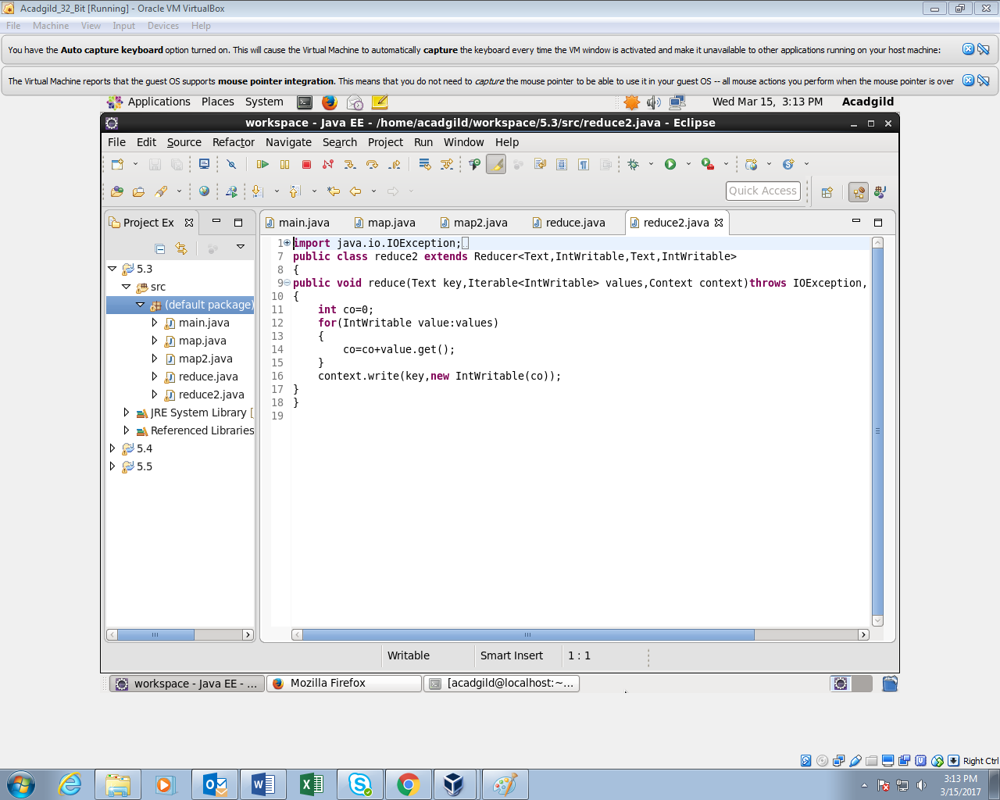 Acadgild_32_Bit [Running] - Oracle VM VirtualBox
File Machine View Input Devices Help
You have the Auto capture keyboard option turned on. This will cause the Virtual Machine to automatically capture the keyboard every time the VM window is activated and make it unavailable to other applications running on your host machine:
The Virtual Machine reports that the guest OS supports mouse pointer integration. This means that you do not need to capture the mouse pointer to be able to use it in your guest OS -- all mouse actions you perform when the mouse pointer is over
Applications Places System Wed Mar 15, 3:13 PM Acadgild
workspace - Java EE - /home/acadgild/workspace/5.3/src/reduce2.java - Eclipse
File Edit Source Refactor Navigate Search Project Run Window Help
Quick Access
Project Ex
main.java map.java map2.java reduce.java reduce2.java
5.3
src
(default package)
main.java
map.java
map2.java
reduce.java
reduce2.java
JRE System Library [
Referenced Libraries
5.4
5.5
1 import java.io.IOException;
7 public class reduce2 extends Reducer<Text,IntWritable,Text,IntWritable>
8 {
9 public void reduce(Text key,Iterable<IntWritable> values,Context context)throws IOException,
10 {
11 int co=0;
12 for(IntWritable value:values)
13 {
14 co=co+value.get();
15 }
16 context.write(key,new IntWritable(co));
17 }
18 }
19
Writable Smart Insert 1 : 1
workspace - Java EE - ... Mozilla Firefox [acadgild@localhost:~...
Right Ctrl
3:13 PM
3/15/2017